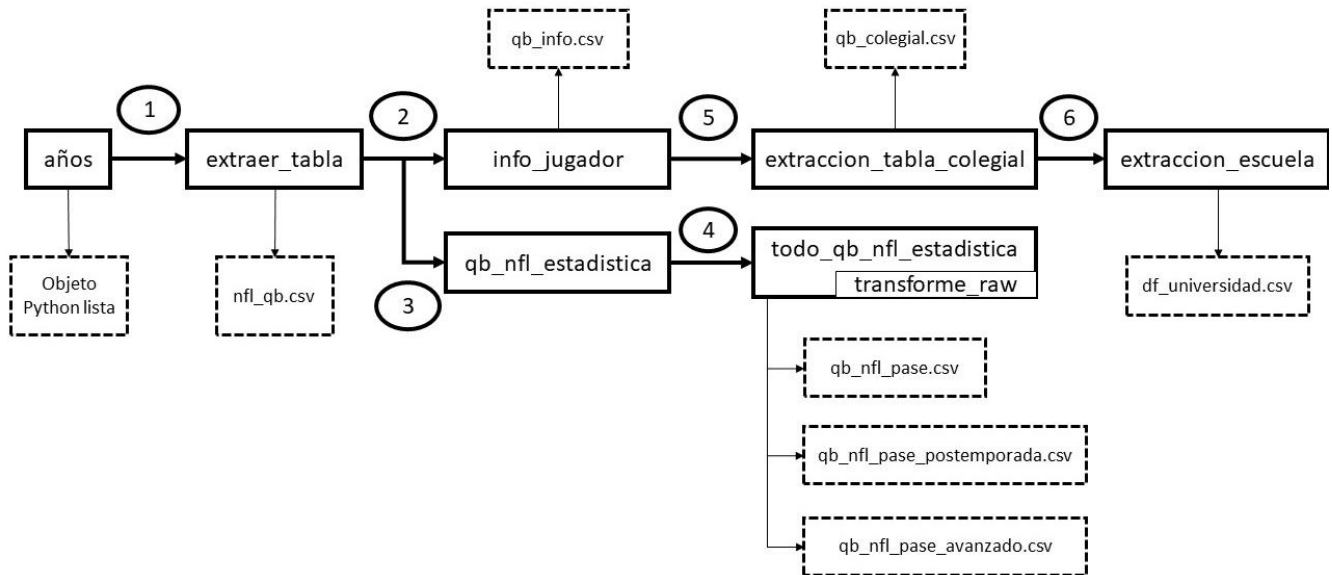 qb_info.csv
qb_colegial.csv
1
2
5
6
años
extraer_tabla
info_jugador
extraccion_tabla_colegial
extraccion_escuela
3
4
qb_nfl_estadistica
todo_qb_nfl_estadistica
transforme_raw
Objeto
Python lista
nfl_qb.csv
df_universidad.csv
qb_nfl_pase.csv
qb_nfl_pase_postemporada.csv
qb_nfl_pase_avanzado.csv